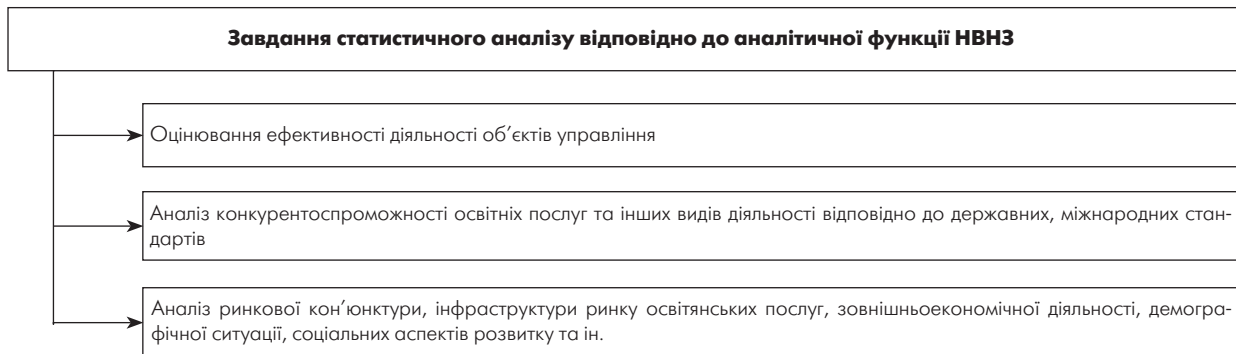 Завдання статистичного аналізу відповідно до аналітичної функції НВНЗ
Оцінювання ефективності діяльності об’єктів управління
Аналіз конкурентоспроможності освітніх послуг та інших видів діяльності відповідно до державних, міжнародних стан-
дартів
Аналіз ринкової кон’юнктури, інфраструктури ринку освітянських послуг, зовнішньоекономічної діяльності, демогра-
фічної ситуації, соціальних аспектів розвитку та ін.